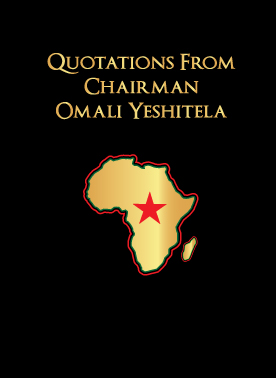 Quotations From
Chairman
Omali Yeshitela